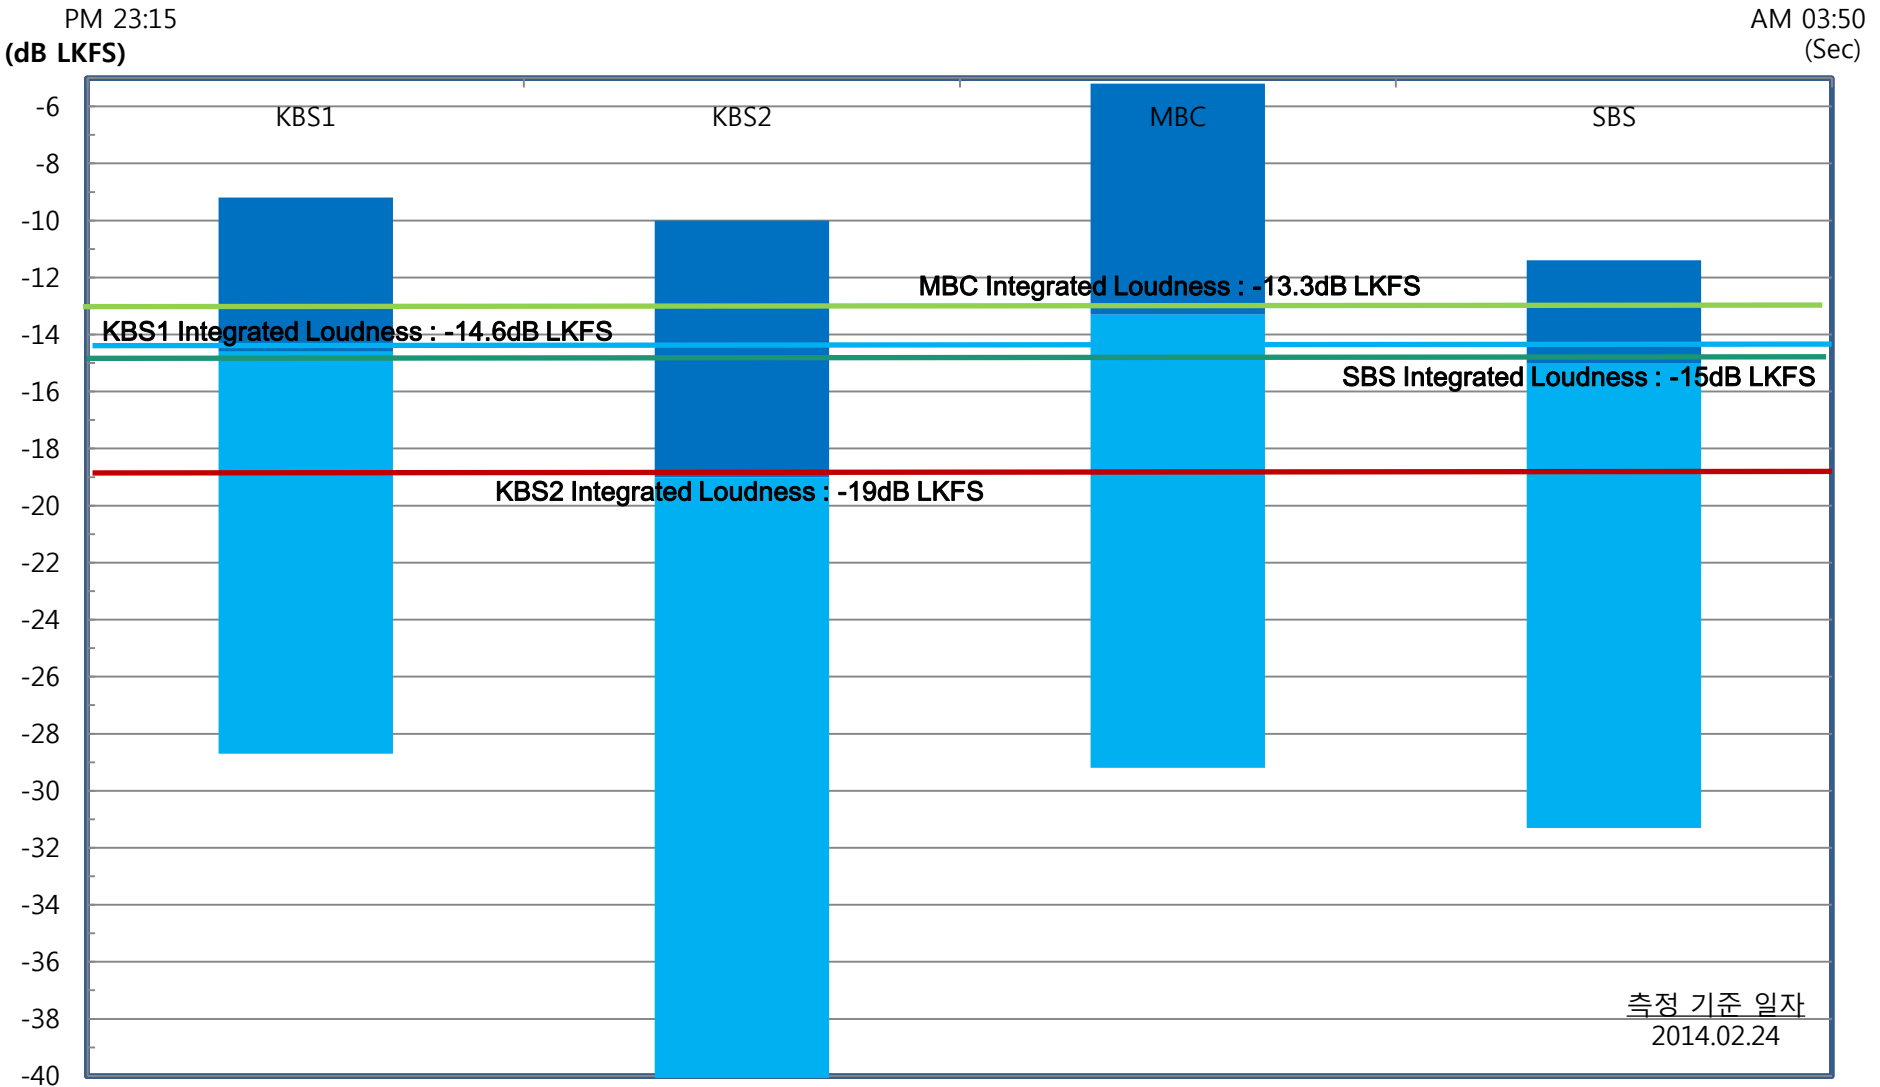 PM 23:15
AM 03:50
(dB LKFS)
(Sec)
-6
KBS1
KBS2
MBC
SBS
-8
-10
-12
MBC Integrated Loudness : -13.3dB LKFS
-14
KBS1 Integrated Loudness : -14.6dB LKFS
SBS Integrated Loudness : -15dB LKFS
-16
-18
KBS2 Integrated Loudness : -19dB LKFS
-20
-22
-24
-26
-28
-30
-32
-34
-36
측정 기준 일자
-38
2014.02.24
-40